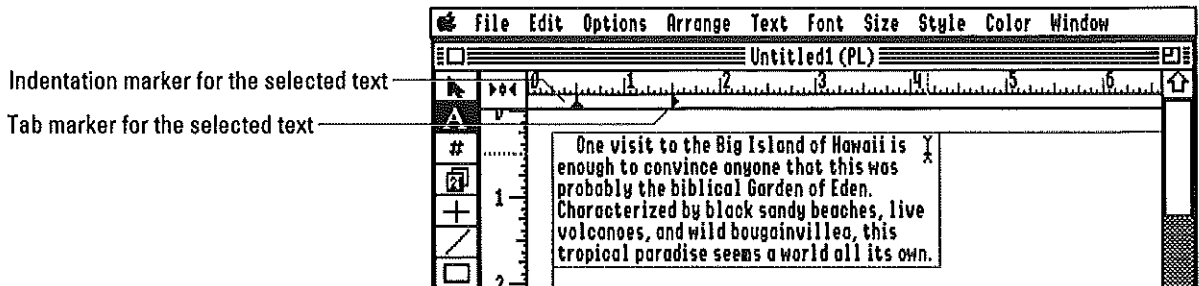 File Edit Options Arrange Text Font Size Style Color Window
Untitled1 (PL)
Indentation marker for the selected text
0 1 2 3 4 5 6
Tab marker for the selected text
A
0
#
21
1
2
One visit to the Big Island of Hawaii is
enough to convince anyone that this was
probably the biblical Garden of Eden.
Characterized by black sandy beaches, live
volcanoes, and wild bougainvillea, this
tropical paradise seems a world all its own.